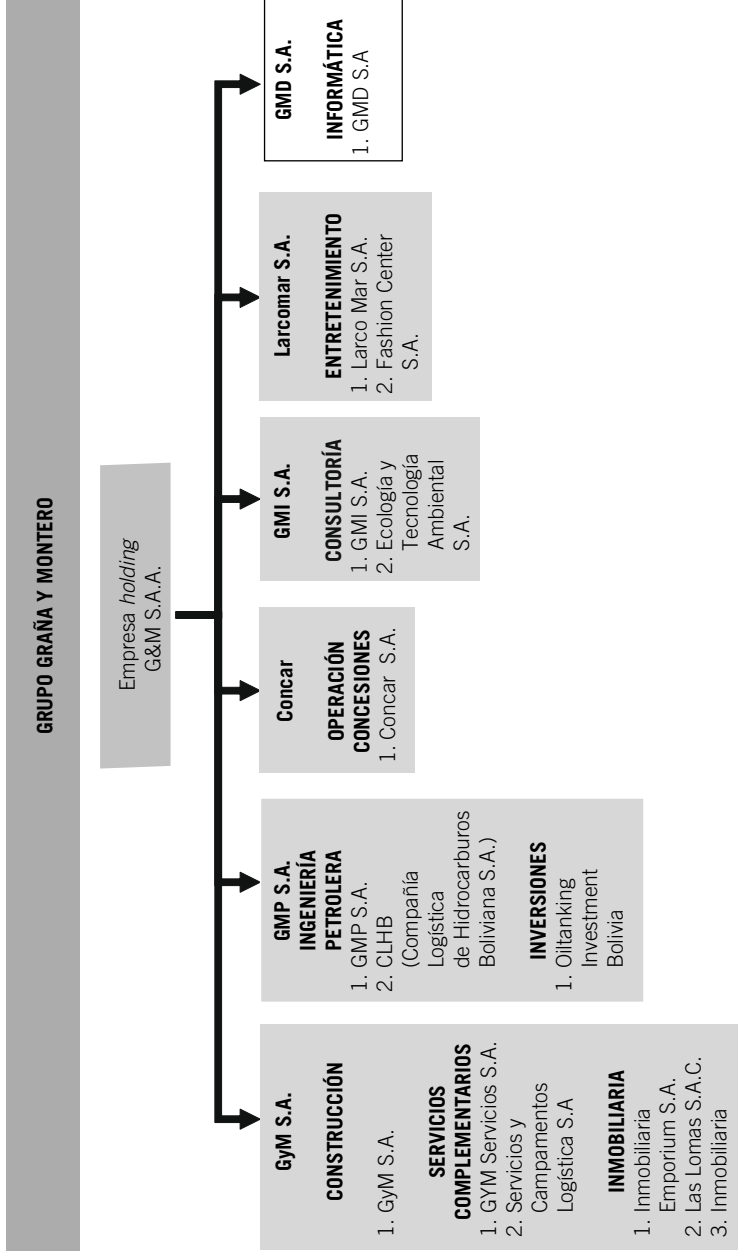 GRUPO GRAÑA Y MONTERO
Empresa holding
G&M S.A.A.
GyM S.A.
CONSTRUCCIÓN
1. GyM S.A.
SERVICIOS
COMPLEMENTARIOS
1. GYM Servicios S.A.
2. Servicios y
Campamentos
Logística S.A
INMOBILIARIA
1. Inmobiliaria
Emporium S.A.
2. Las Lomas S.A.C.
3. Inmobiliaria
GMP S.A.
INGENIERÍA
PETROLERA
1. GMP S.A.
2. CLHB
(Compañía
Logística
de Hidrocarburos
Boliviana S.A.)
INVERSIONES
1. Oiltanking
Investment
Bolivia
Concar
OPERACIÓN
CONCESIONES
1. Concar S.A.
GMI S.A.
CONSULTORÍA
1. GMI S.A.
2. Ecología y
Tecnología
Ambiental
S.A.
Larcomar S.A.
ENTRETENIMIENTO
1. Larco Mar S.A.
2. Fashion Center
S.A.
GMD S.A.
INFORMÁTICA
1. GMD S.A